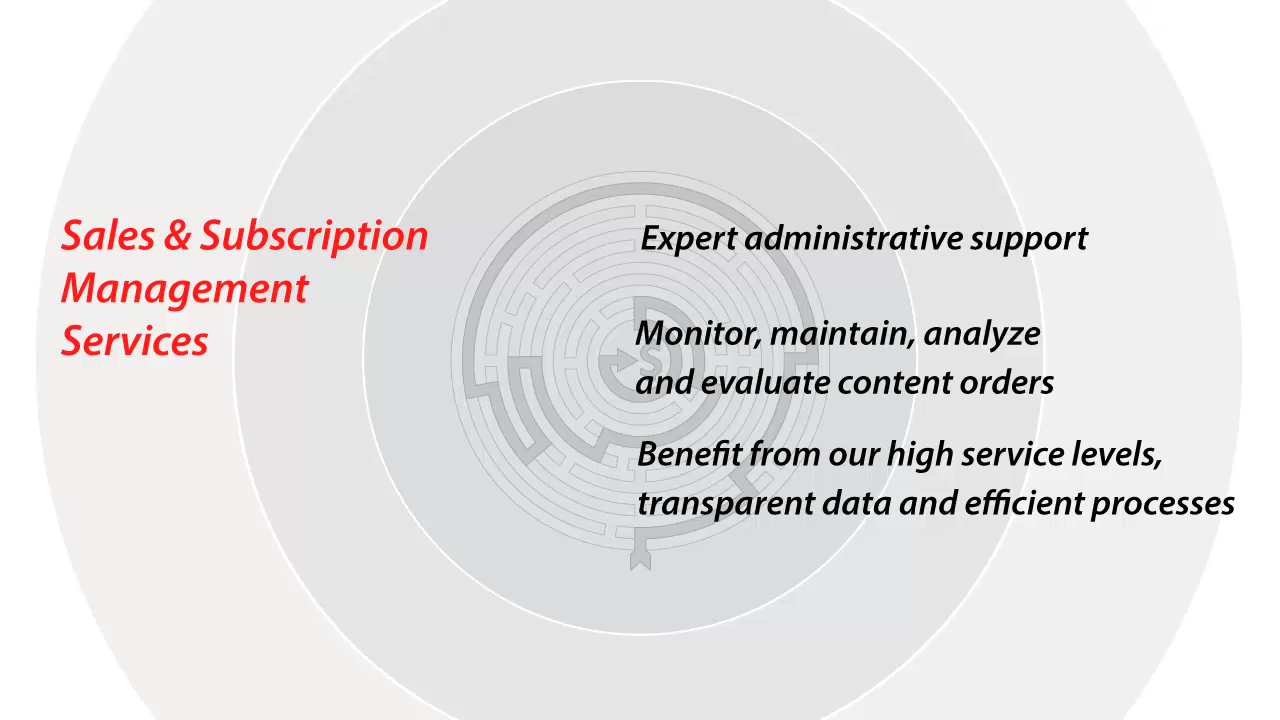 Sales & Subscription
Management
Services
Expert administrative support
Monitor, maintain, analyze
and evaluate content orders
Benefit from our high service levels,
transparent data and efficient processes
S